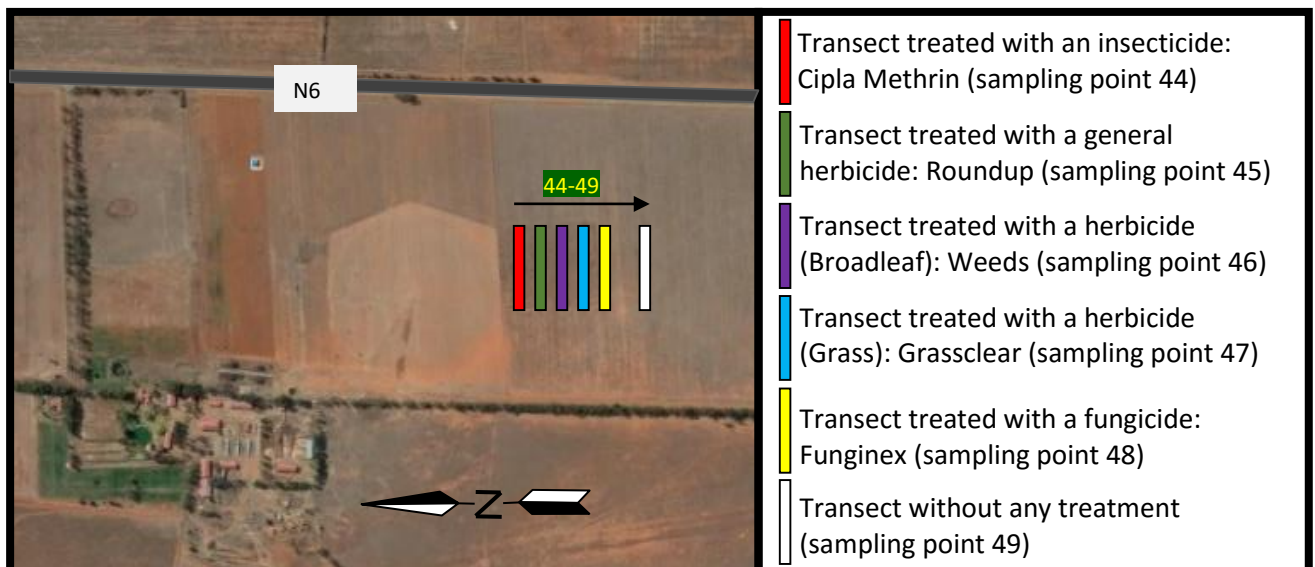 N6
44-49
Z
Transect treated with an insecticide:
Cipla Methrin (sampling point 44)
Transect treated with a general
herbicide: Roundup (sampling point 45)
Transect treated with a herbicide
(Broadleaf): Weeds (sampling point 46)
Transect treated with a herbicide
(Grass): Grassclear (sampling point 47)
Transect treated with a fungicide:
Funginex (sampling point 48)
Transect without any treatment
(sampling point 49)